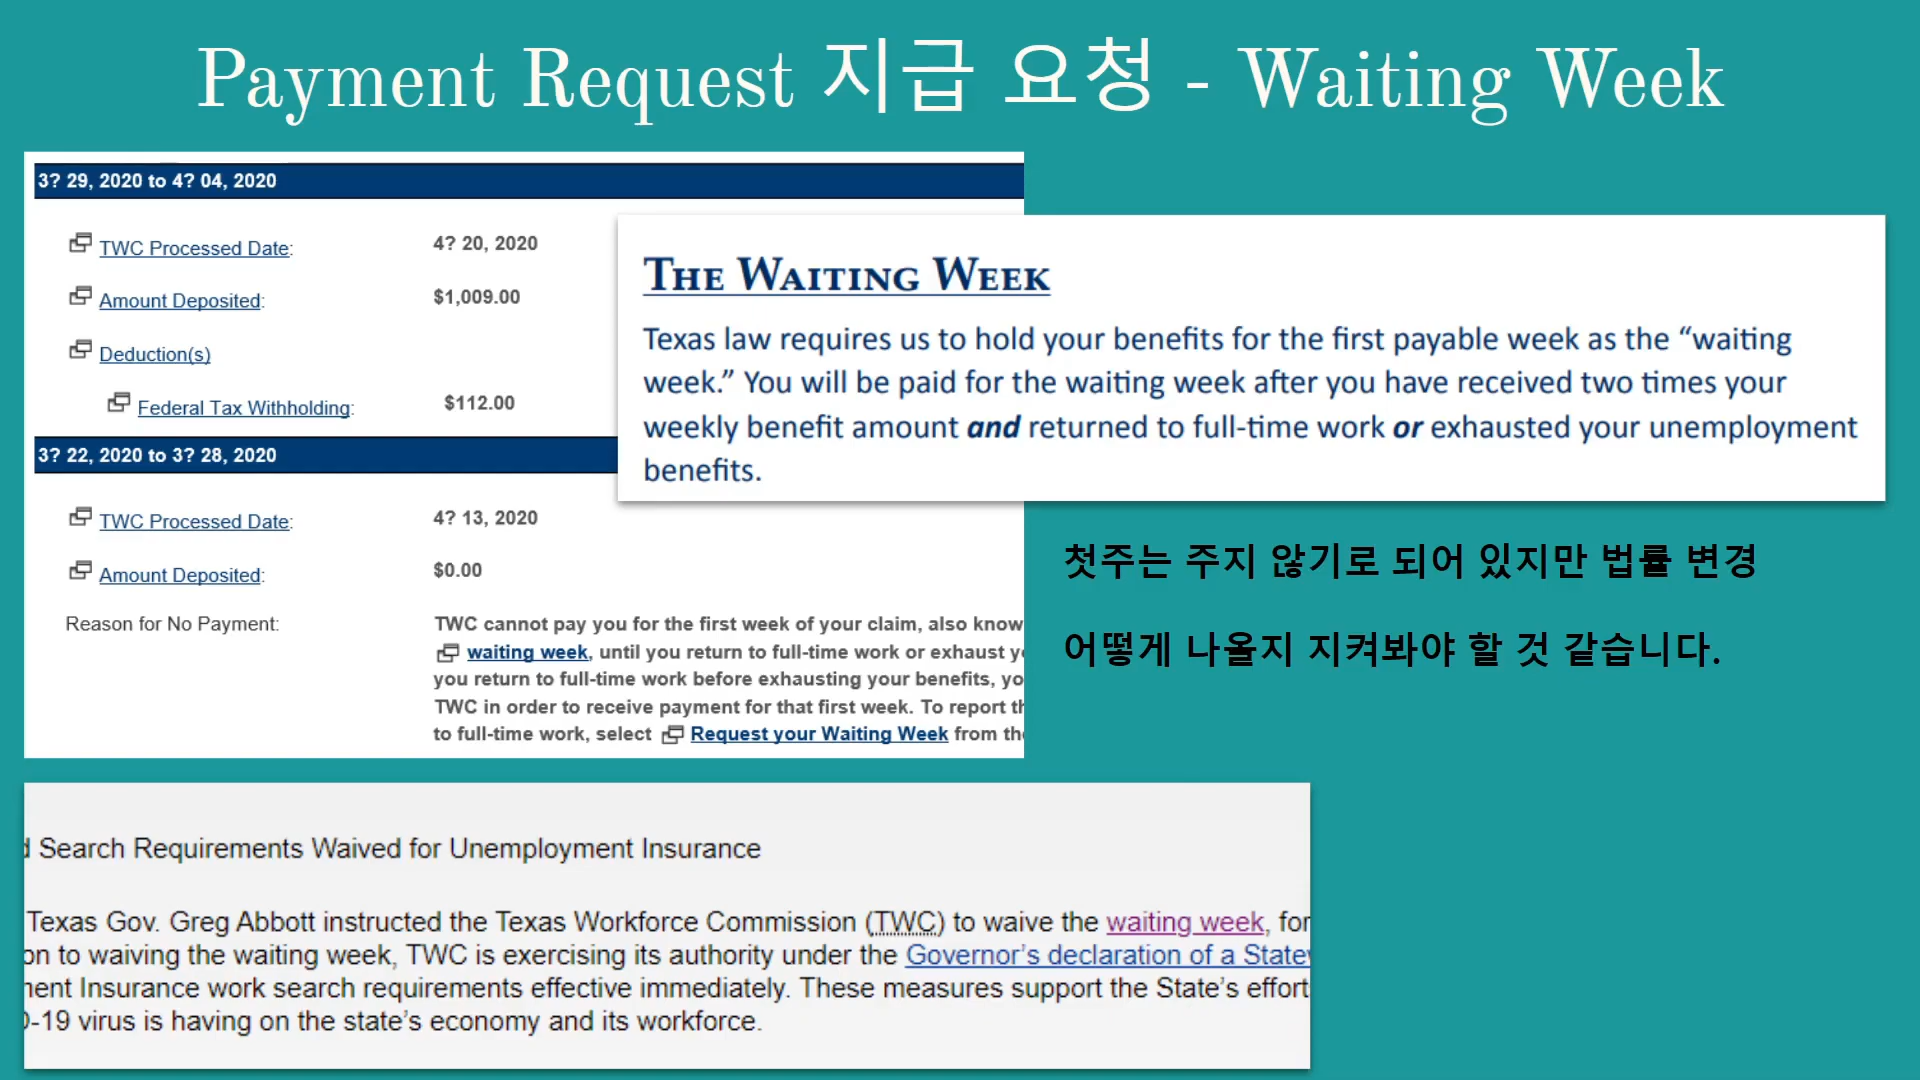 Payment Request 지급 요청 - Waiting Week
3? 29, 2020 to 4? 04, 2020
TWC Processed Date: 4? 20, 2020
Amount Deposited: $1,009.00
Deduction(s)
Federal Tax Withholding: $112.00
3? 22, 2020 to 3? 28, 2020
TWC Processed Date: 4? 13, 2020
Amount Deposited: $0.00
Reason for No Payment: TWC cannot pay you for the first week of your claim, also know
waiting week, until you return to full-time work or exhaust y
you return to full-time work before exhausting your benefits, yo
TWC in order to receive payment for that first week. To report th
to full-time work, select Request your Waiting Week from the
THE WAITING WEEK
Texas law requires us to hold your benefits for the first payable week as the “waiting
week.” You will be paid for the waiting week after you have received two times your
weekly benefit amount and returned to full-time work or exhausted your unemployment
benefits.
첫주는 주지 않기로 되어 있지만 법률 변경
어떻게 나올지 지켜봐야 할 것 같습니다.
d Search Requirements Waived for Unemployment Insurance
Texas Gov. Greg Abbott instructed the Texas Workforce Commission (TWC) to waive the waiting week, for
on to waiving the waiting week, TWC is exercising its authority under the Governor’s declaration of a State
ent Insurance work search requirements effective immediately. These measures support the State’s effort
-19 virus is having on the state’s economy and its workforce.